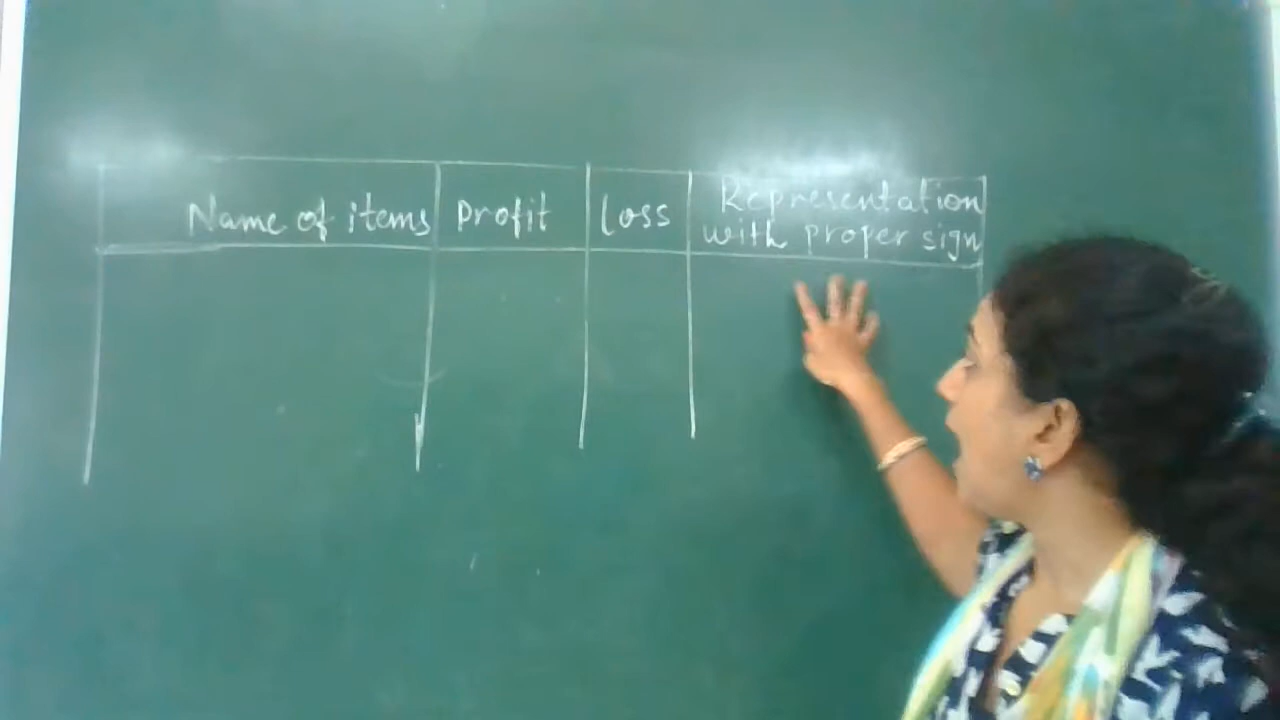 Name of items Profit Loss Representation
with proper sign